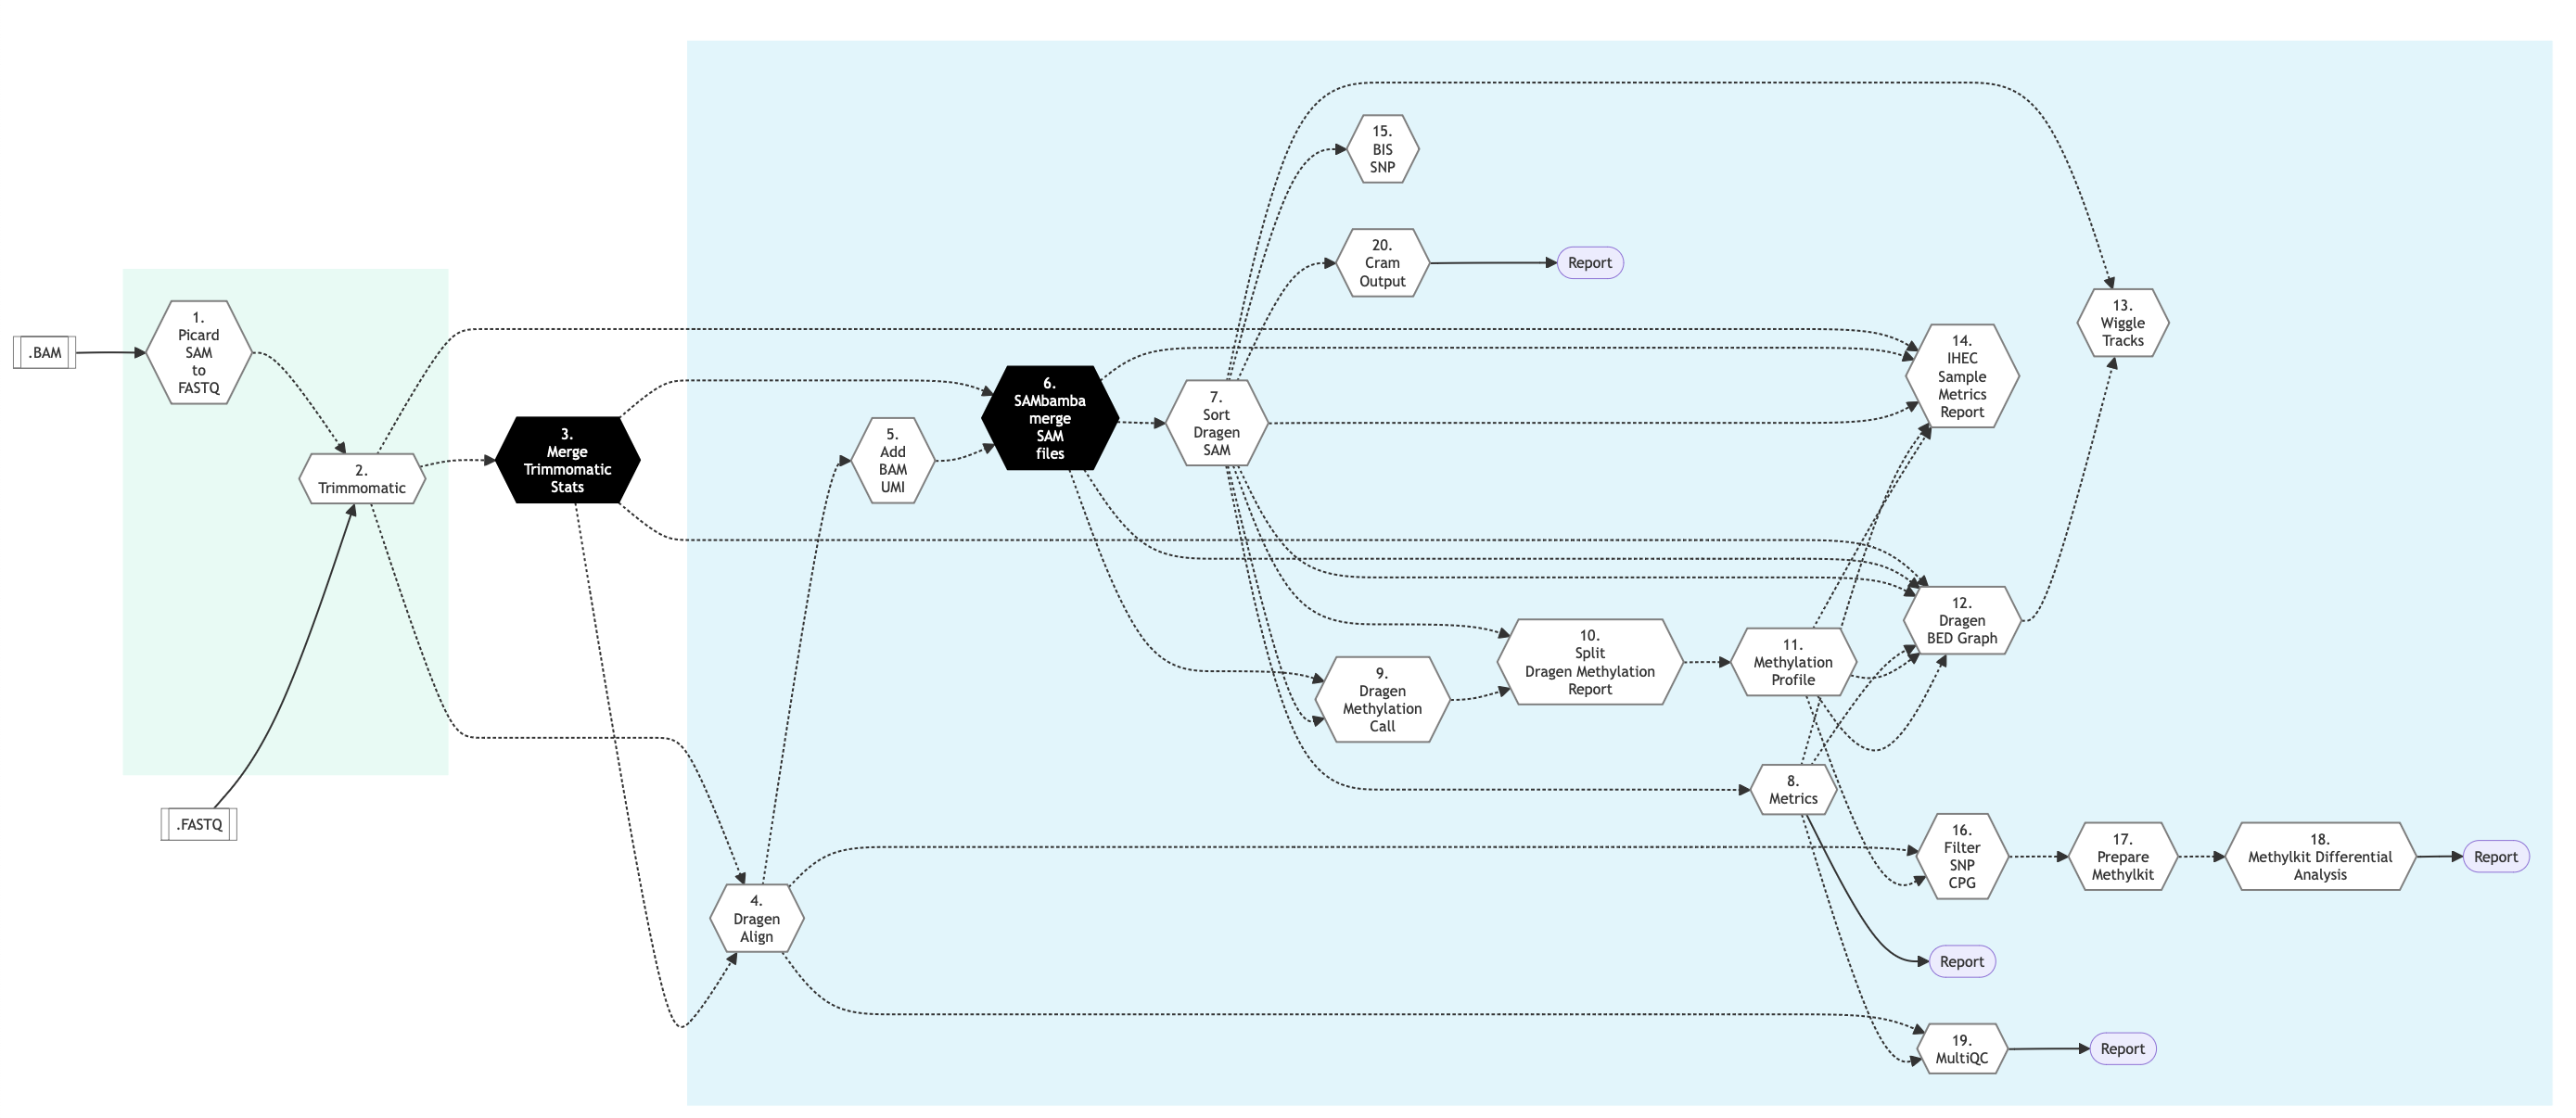 .BAM
1.
Picard
SAM
to
FASTQ
2.
Trimmomatic
.FASTQ
3.
Merge
Trimmomatic
Stats
4.
Dragen
Align
5.
Add
BAM
UMI
6.
SAMbamba
merge
SAM
files
7.
Sort
Dragen
SAM
15.
BIS
SNP
20.
Cram
Output
Report
9.
Dragen
Methylation
Call
10.
Split
Dragen Methylation
Report
11.
Methylation
Profile
8.
Metrics
14.
IHEC
Sample
Metrics
Report
13.
Wiggle
Tracks
12.
Dragen
BED Graph
16.
Filter
SNP
CPG
17.
Prepare
Methylkit
18.
Methylkit Differential
Analysis
Report
Report
19.
MultiQC
Report